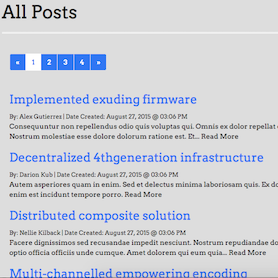 All Posts
« 1 2 3 4 »
Implemented exuding firmware
By: Alex Gutierrez | Date Created: August 27, 2015 @ 03:06 PM
Consequuntur non repellendus odio quis voluptas qui. Omnis ex dolor repellat
Nostrum molestiae esse dolore dolorum ratione est. Et... Read More
Decentralized 4thgeneration infrastructure
By: Darion Kub | Date Created: August 27, 2015 @ 03:06 PM
Autem asperiores quam in enim. Sed et delectus minima laboriosam quis. Ex do
enim est incidunt tempore porro. Read More
Distributed composite solution
By: Nellie Kilback | Date Created: August 27, 2015 @ 03:06 PM
Facere dignissimos sed recusandae impedit nesciunt. Nostrum repudiandae do
optio officia officiis unde cumque. Amet dolorem qui eum quia... Read More
Multi-channelled empowering encoding